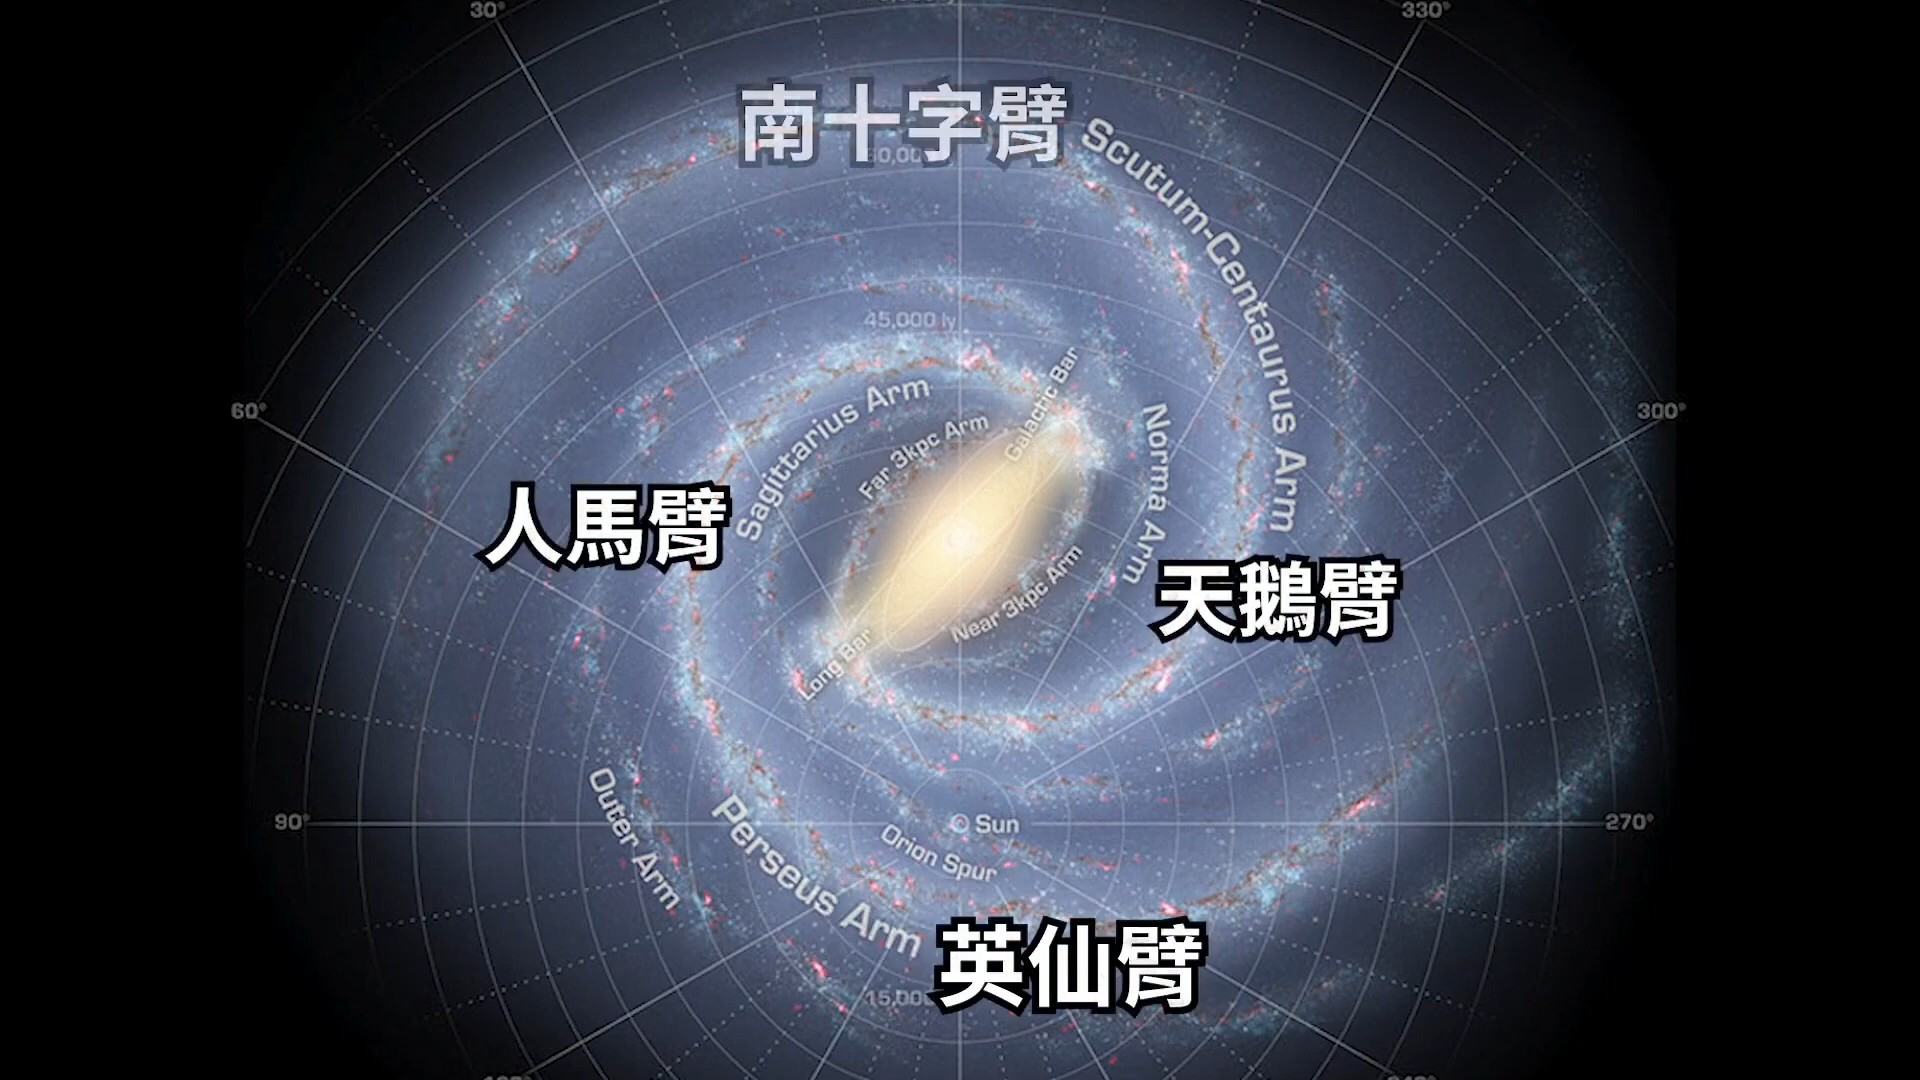 30°
330°
南十字臂
Scutum-Centaurus Arm
45,000 ly
Galactic Bar
60°
300°
Sagittarius Arm
Far 3kpc Arm
Norma Arm
人馬臂
天鵝臂
Near 3kpc Arm
Long Bar
90°
Sun
270°
Outer Arm
Perseus Arm
Orion Spur
英仙臂